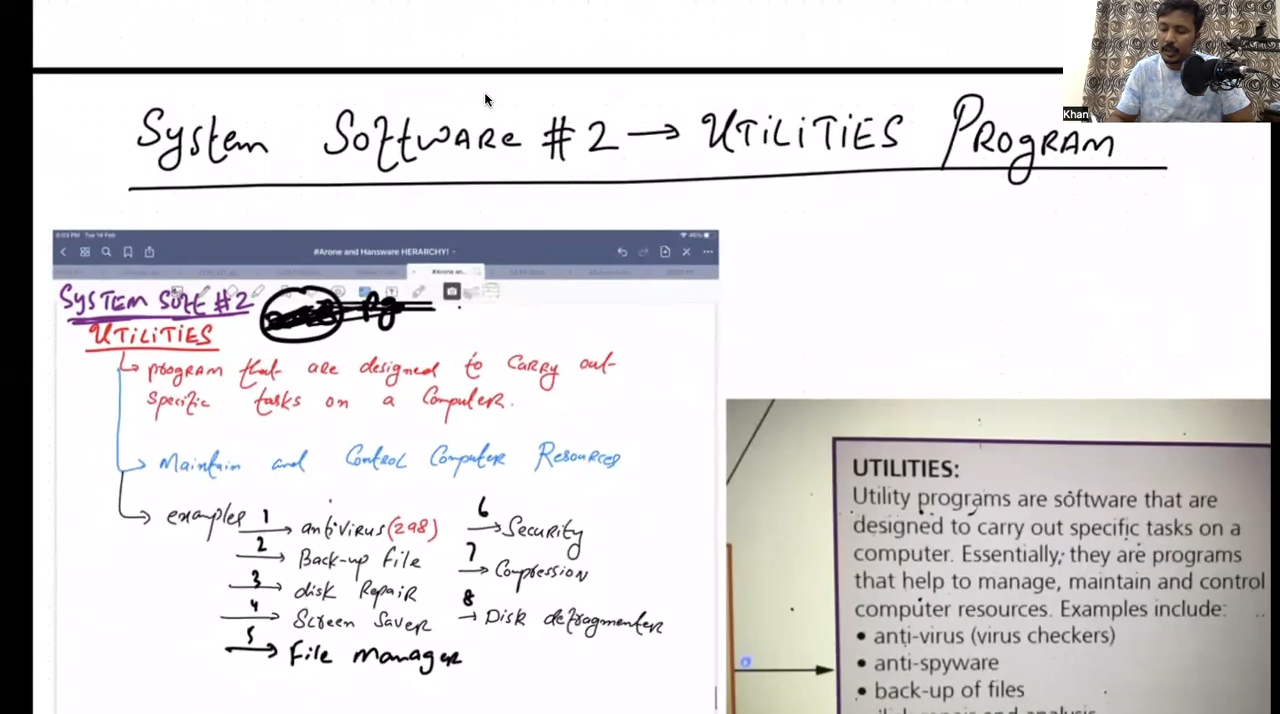 Khan
System Software #2 → UTILITIES PROGRAM
#Arone and Hansware HERARCHY!
#Arone an...
SYSTEM SOFT #2
UTILITIES
PROGRAM that are designed to CARRY out
specific tasks on a Computer.
Maintain and Control Computer Resources
examples
1 → antivirus (298)
2 Back-up file
3 disk Repair
4 → Screen Saver
5 → File Manager
6 → Security
7 → Compession
8 → Disk defragmenter
UTILITIES:
Utility programs are software that are
designed to carry out specific tasks on a
computer. Essentially, they are programs
that help to manage, maintain and control
computer resources. Examples include:
• anti-virus (virus checkers)
• anti-spyware
• back-up of files